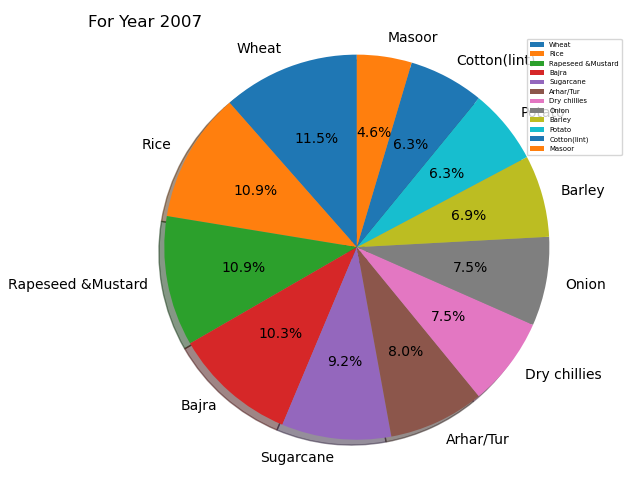 For Year 2007
Masoor
Wheat
Cotton(lint)
Rice
Barley
Rapeseed &Mustard
Onion
Bajra
Dry chillies
Sugarcane
Arhar/Tur
11.5%
4.6%
6.3%
6.3%
10.9%
6.9%
10.9%
7.5%
10.3%
7.5%
9.2%
8.0%
Wheat
Rice
Rapeseed &Mustard
Bajra
Sugarcane
Arhar/Tur
Dry chillies
Onion
Barley
Potato
Cotton(lint)
Masoor